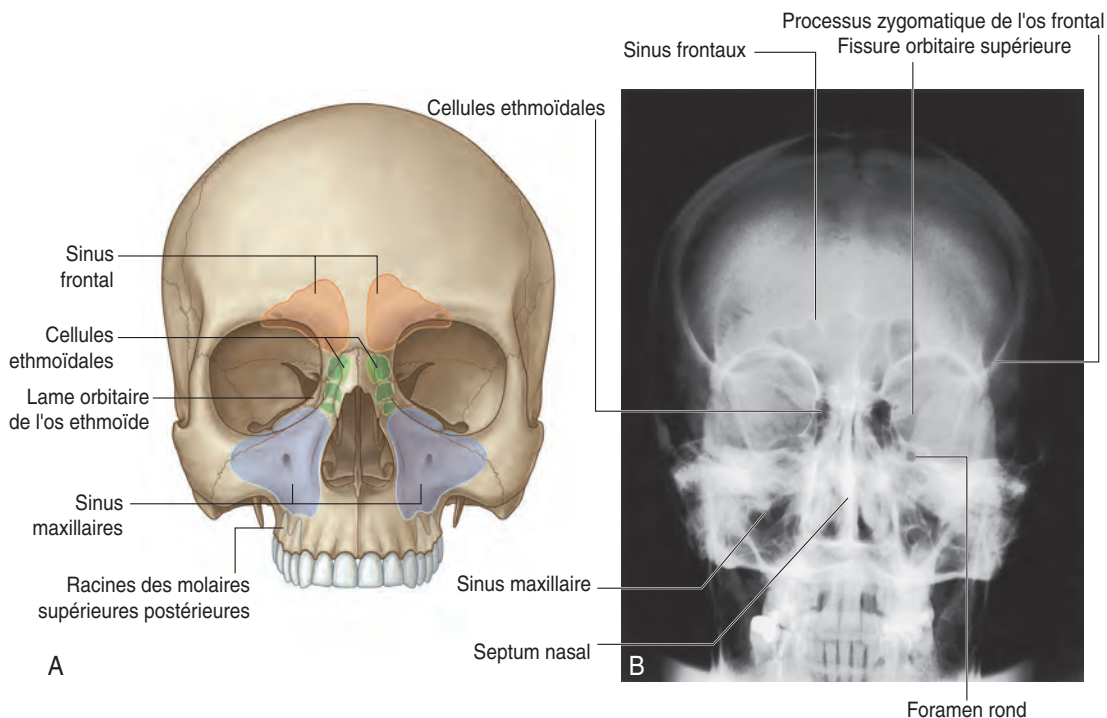 Sinus
frontal
Cellules
ethmoïdales
Lame orbitaire
de l'os ethmoïde
Sinus
maxillaires
Racines des molaires
supérieures postérieures
A
Processus zygomatique de l'os frontal
Fissure orbitaire supérieure
Sinus frontaux
Cellules ethmoïdales
Sinus maxillaire
Septum nasal
B
Foramen rond